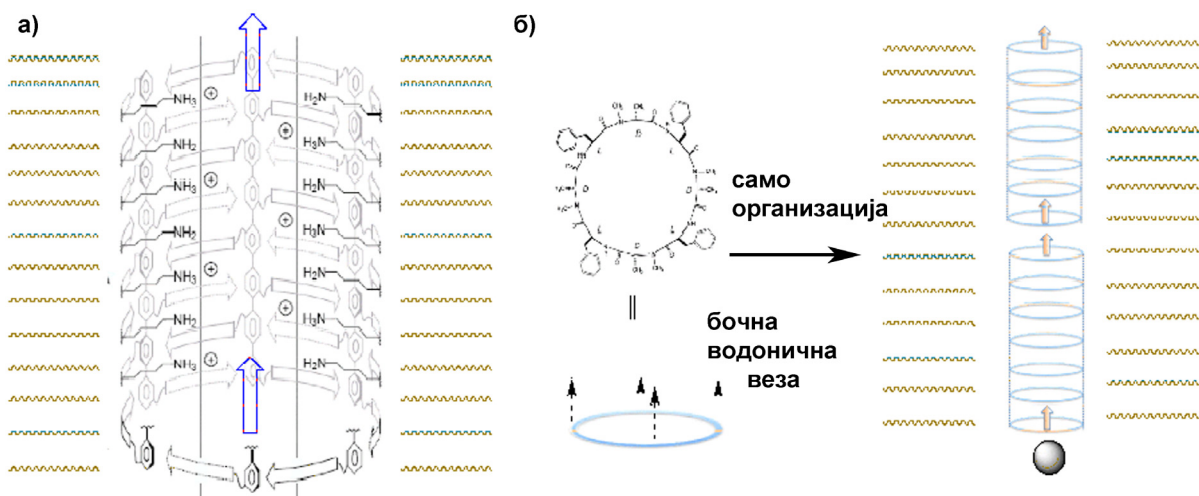 а)
б)
NH₃ ⊕
H₂N
⊕
NH₂
H₃N
NH₃ ⊕
H₂N
⊕
NH₂
H₃N
NH₃ ⊕
H₂N
⊕
NH₂
H₃N
NH₃ ⊕
H₂N
само
организација
бочна
водонична
веза